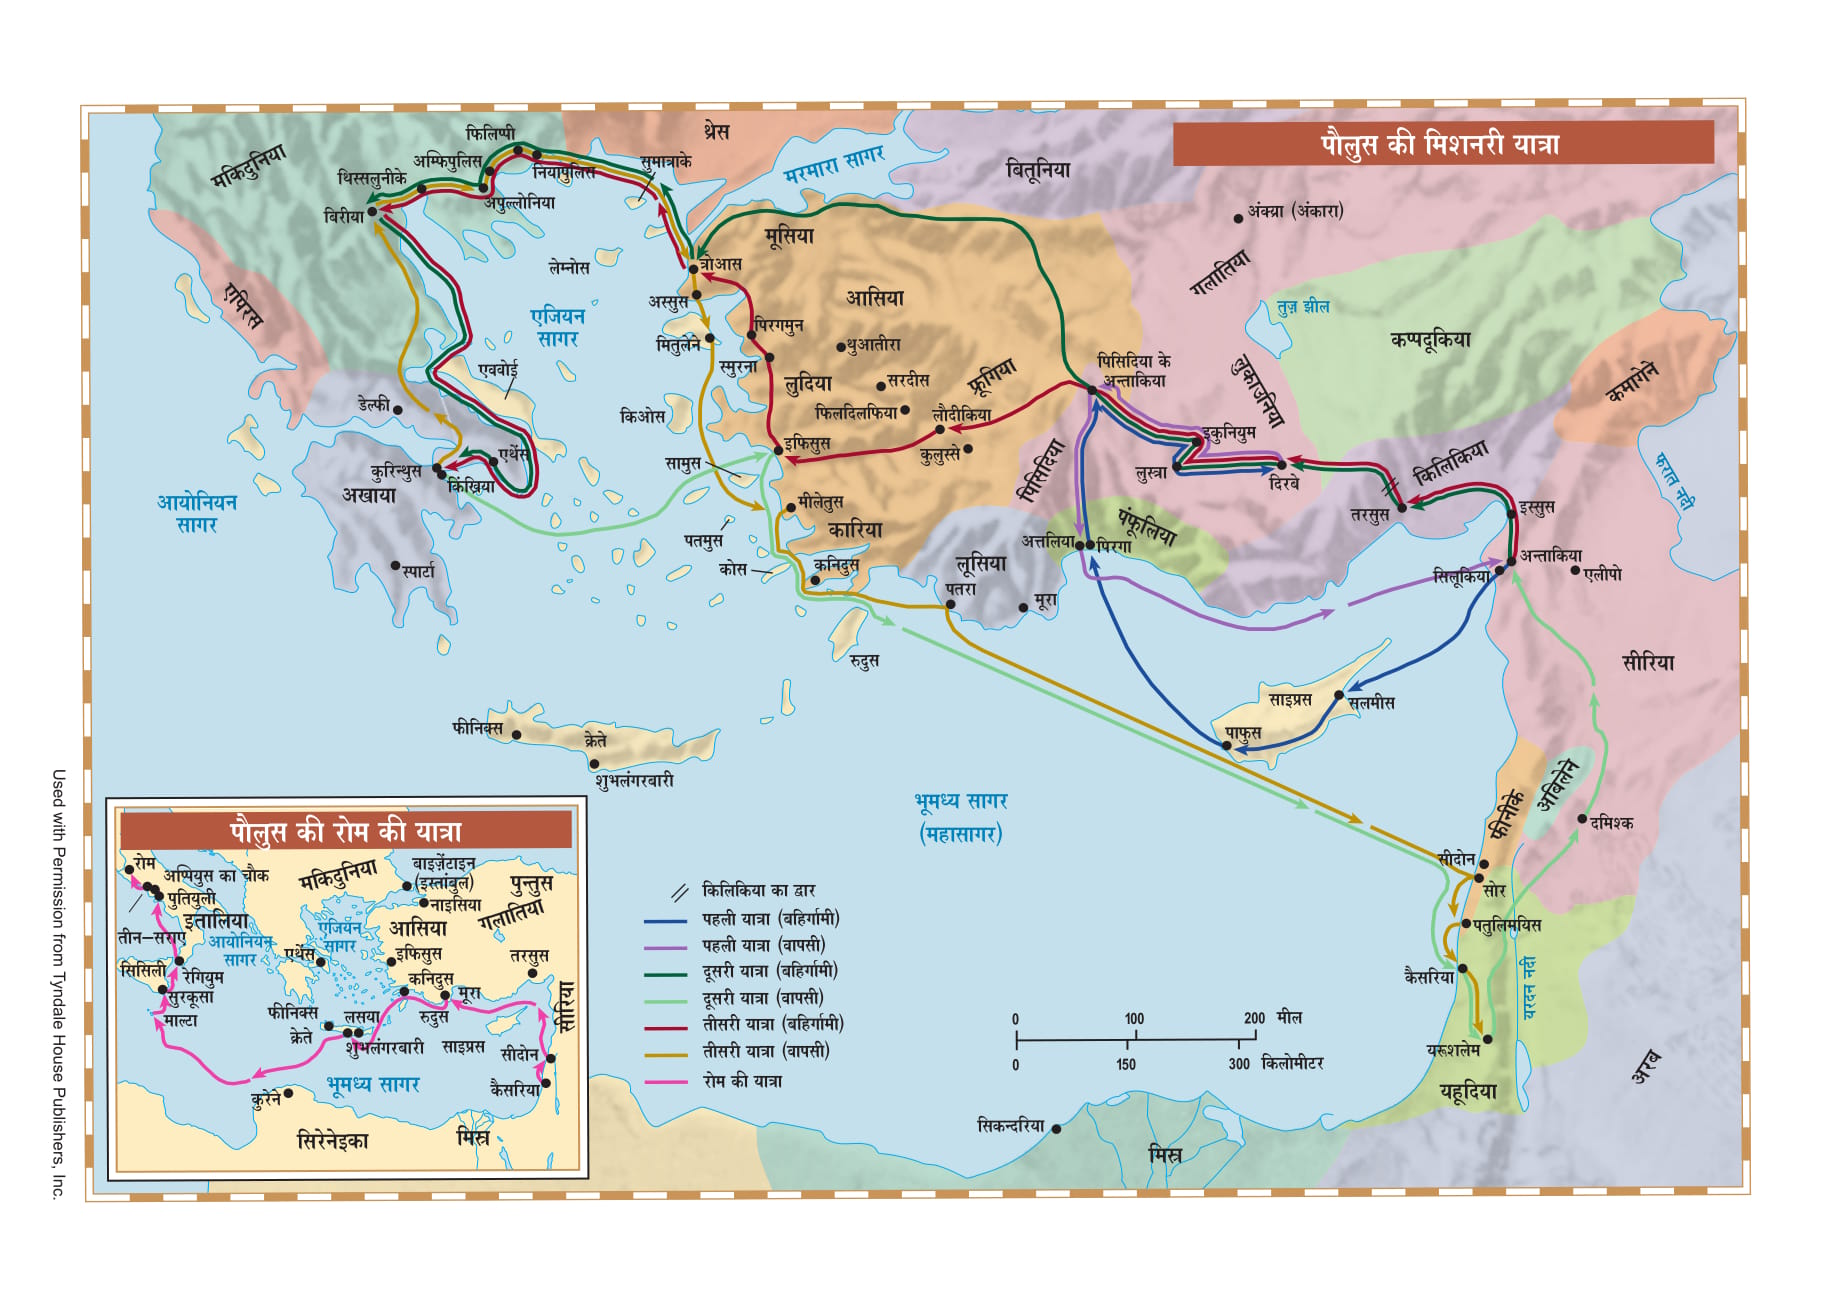 पौलुस की मिशनरी यात्रा
थ्रेस
फिलिप्पी
मकिदुनिया
अम्फिपुलिस
नियापुलिस
सुमात्राके
थिस्सलुनीके
अपुल्लोनिया
बिरीया
मरमारा सागर
बितूनिया
अंक्य्रा (अंकारा)
मूसिया
त्रोआस
लेम्नोस
गलातिया
एपिरस
अस्सुस
आसिया
एजियन
सागर
तुज़ झील
पिरगमुन
मितुलेने
थुआतीरा
कप्पदूकिया
स्मुरना
एवबोई
पिसिदिया के
अन्ताकिया
लुदिया
सरदीस
फ्रूगिया
लुकाउनिया
कमागेने
डेल्फी
किओस
फिलदिलफिया
लौदीकिया
इफिसुस
कुलुस्से
इकुनियुम
एथेंस
कुरिन्थुस
किंख्रिया
अखाया
सामुस
पिसिदिया
लुस्त्रा
दिरबे
किलिकिया
फरात नदी
आयोनियन
सागर
मीलेतुस
कारिया
पतमुस
तरसुस
इस्सुस
पंफूलिया
अत्तलिया
पिरगा
स्पार्टा
कोस
कनिदुस
लूसिया
पतरा
मूरा
अन्ताकिया
सिलूकिया
एलीपो
रुदुस
सीरिया
साइप्रस
सलमीस
पाफुस
फीनिक्स
क्रेते
शुभलंगरबारी
भूमध्य सागर
(महासागर)
फीनीके
अबिलेने
दमिश्क
सीदोन
सोर
पतुलिमयिस
कैसरिया
यरदन नदी
यरूशलेम
यहूदिया
अरब
सिकन्दरिया
मिस्र
किलिकिया का द्वार
पहली यात्रा (बहिर्गामी)
पहली यात्रा (वापसी)
दूसरी यात्रा (बहिर्गामी)
दूसरी यात्रा (वापसी)
तीसरी यात्रा (बहिर्गामी)
तीसरी यात्रा (वापसी)
रोम की यात्रा
0 100 200 मील
0 150 300 किलोमीटर
पौलुस की रोम की यात्रा
रोम
अप्पियुस का चौक
पुतियुली
इतालिया
तीन-सराए
सिसिली
रेगियुम
सुरकूसा
माल्टा
मकिदुनिया
बाइज़ेंटाइन
(इस्तांबुल)
नाइसिया
पुन्तुस
गलातिया
आसिया
एजियन
सागर
आयोनियन
सागर
एथेंस
इफिसुस
कनिदुस
तरसुस
मूरा
रुदुस
सीरिया
फीनिक्स
लसया
क्रेते
शुभलंगरबारी
साइप्रस
सीदोन
कैसरिया
भूमध्य सागर
कुरेने
सिरेनेइका
मिस्र
Used with Permission from Tyndale House Publishers, Inc.